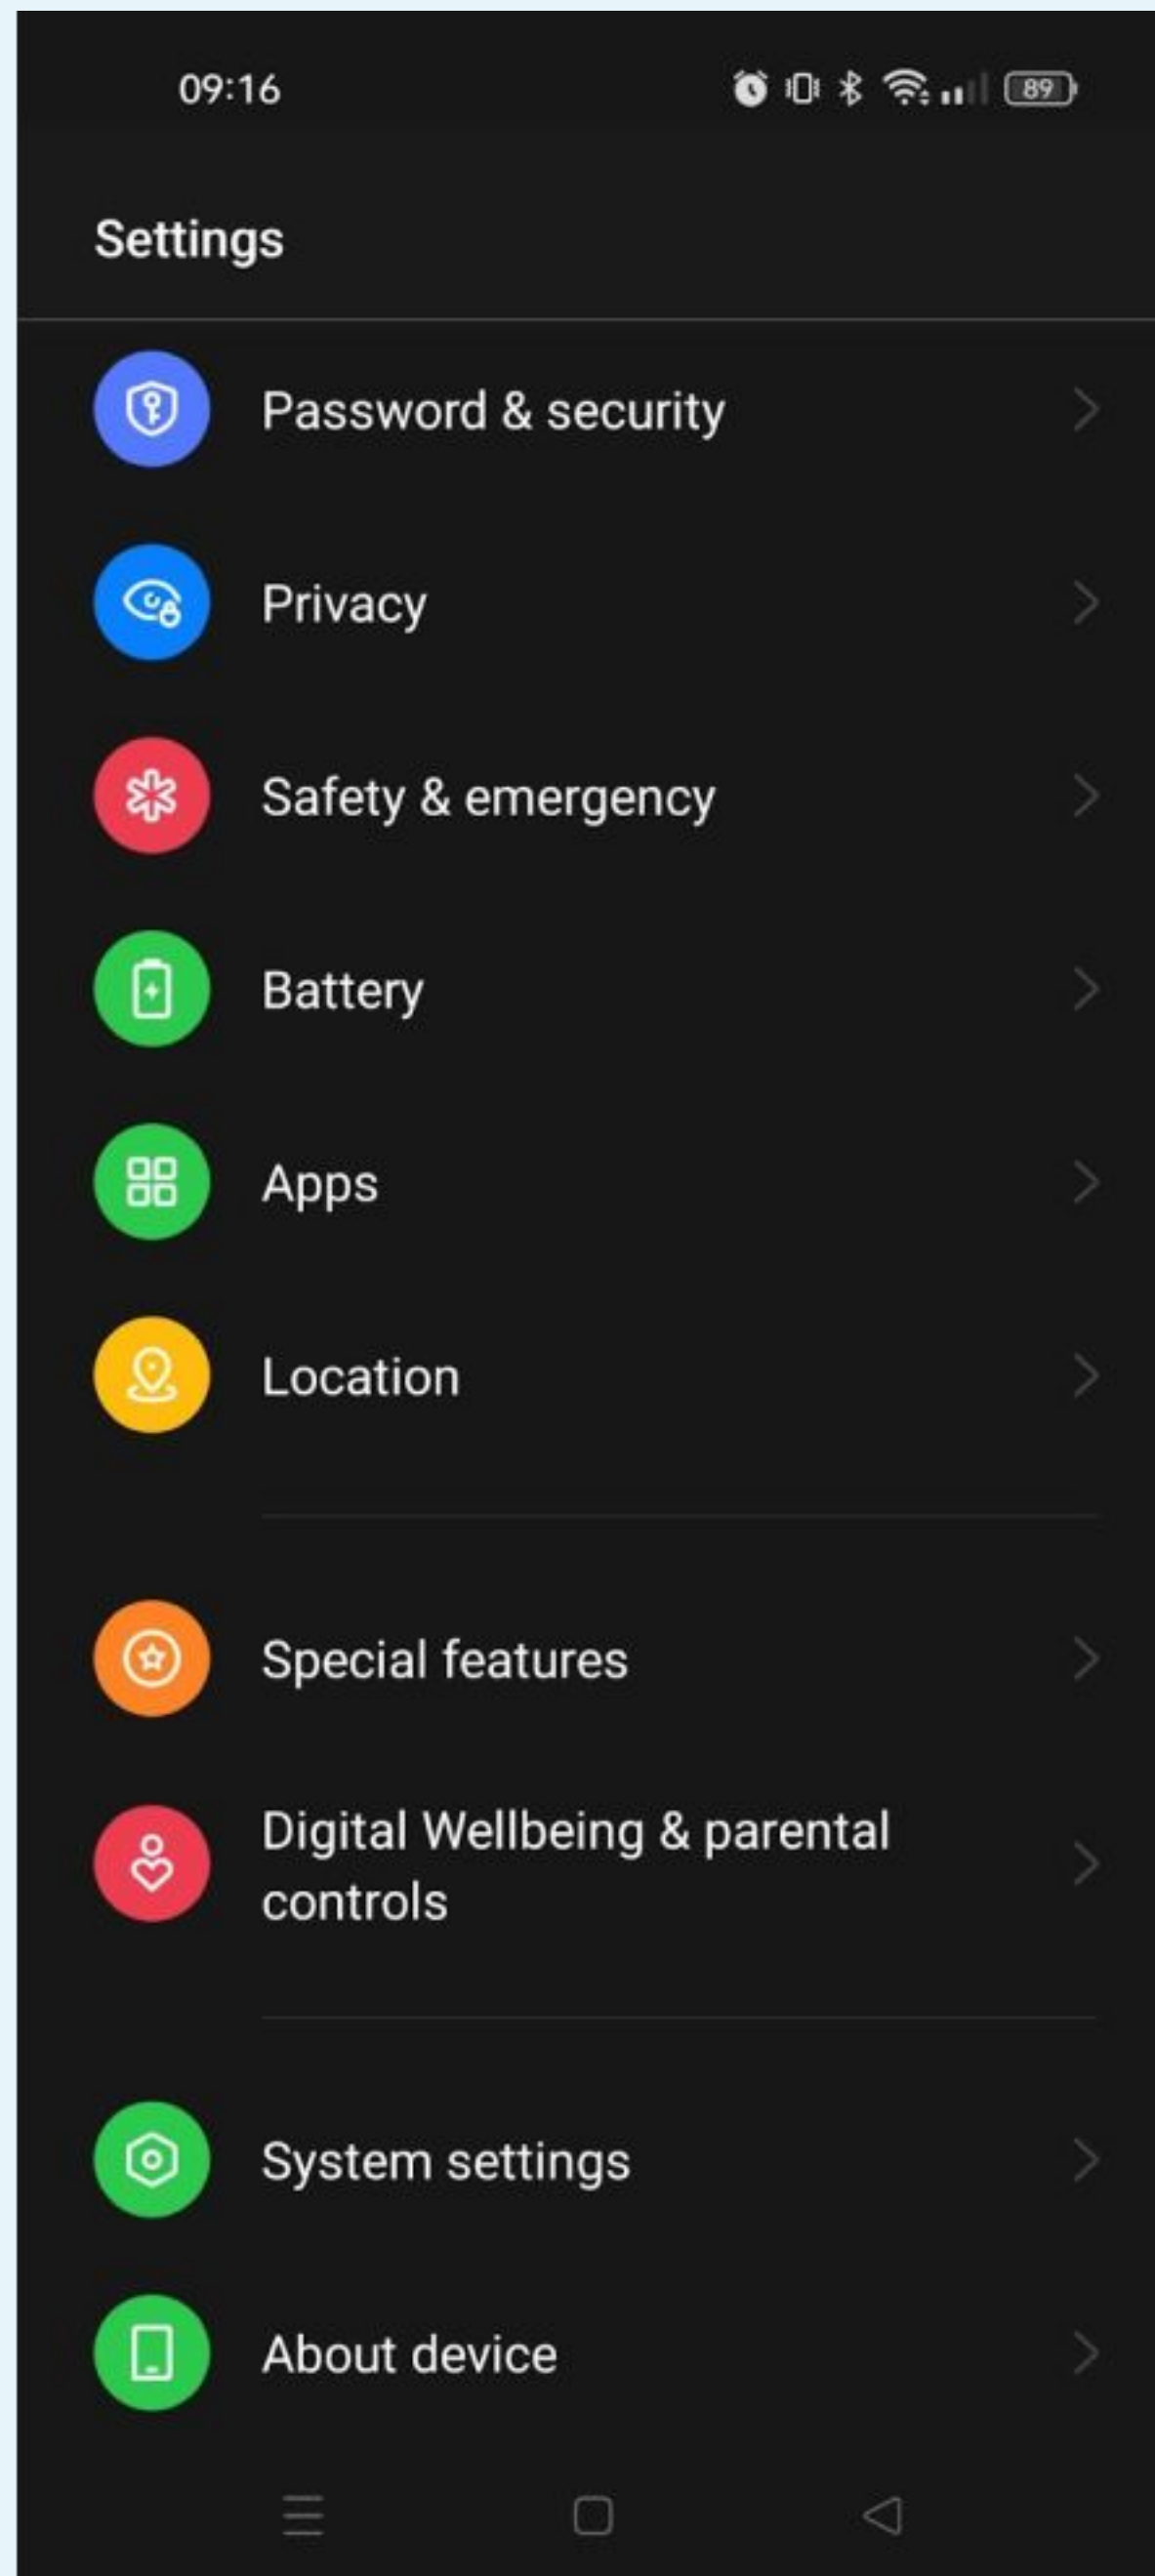 09:16
89
Settings
Password & security
Privacy
Safety & emergency
Battery
Apps
Location
Special features
Digital Wellbeing & parental
controls
System settings
About device